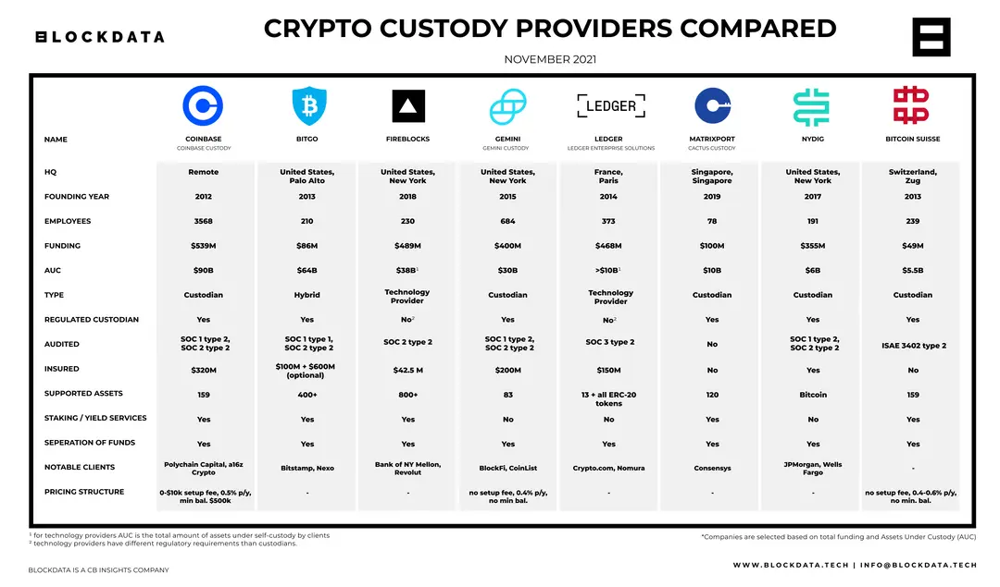 BLOCKDATA
CRYPTO CUSTODY PROVIDERS COMPARED
NOVEMBER 2021
LEDGER
NAME COINBASE BITGO FIREBLOCKS GEMINI LEDGER MATRIXPORT NYDIG BITCOIN SUISSE
COINBASE CUSTODY GEMINI CUSTODY LEDGER ENTERPRISE SOLUTIONS CACTUS CUSTODY
HQ Remote United States, Palo Alto United States, New York United States, New York France, Paris Singapore, Singapore United States, New York Switzerland, Zug
FOUNDING YEAR 2012 2013 2018 2015 2014 2019 2017 2013
EMPLOYEES 3568 210 230 684 373 78 191 239
FUNDING $539M $86M $489M $400M $468M $100M $355M $49M
AUC $90B $64B $38B¹ $30B >$10B¹ $10B $6B $5.5B
TYPE Custodian Hybrid Technology Provider Custodian Technology Provider Custodian Custodian Custodian
REGULATED CUSTODIAN Yes Yes No² Yes No² Yes Yes Yes
AUDITED SOC 1 type 2, SOC 2 type 2 SOC 1 type 1, SOC 2 type 2 SOC 2 type 2 SOC 1 type 2, SOC 2 type 2 SOC 3 type 2 No SOC 1 type 2, SOC 2 type 2 ISAE 3402 type 2
INSURED $320M $100M + $600M (optional) $42.5 M $200M $150M No Yes No
SUPPORTED ASSETS 159 400+ 800+ 83 13 + all ERC-20 tokens 120 Bitcoin 159
STAKING / YIELD SERVICES Yes Yes Yes No No Yes No Yes
SEPERATION OF FUNDS Yes Yes Yes Yes Yes Yes Yes Yes
NOTABLE CLIENTS Polychain Capital, a16z Crypto Bitstamp, Nexo Bank of NY Mellon, Revolut BlockFi, CoinList Crypto.com, Nomura Consensys JPMorgan, Wells Fargo -
PRICING STRUCTURE 0-$10k setup fee, 0.5% p/y, min bal. $500k - - no setup fee, 0.4% p/y, no min bal. - - - no setup fee, 0.4-0.6% p/y, no min. bal.
¹ for technology providers AUC is the total amount of assets under self-custody by clients
² technology providers have different regulatory requirements than custodians.
*Companies are selected based on total funding and Assets Under Custody (AUC)
BLOCKDATA IS A CB INSIGHTS COMPANY
WWW.BLOCKDATA.TECH | INFO@BLOCKDATA.TECH